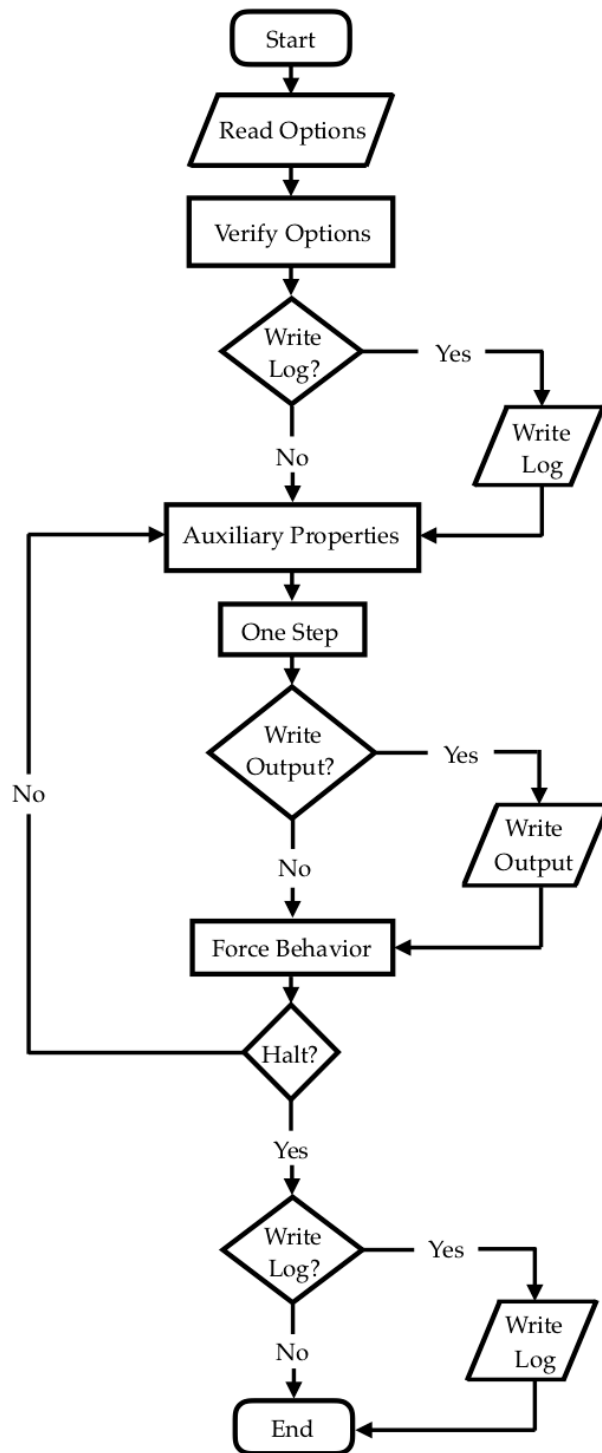 Start
Read Options
Verify Options
Write
Log?
Yes
Write
Log
No
Auxiliary Properties
One Step
Write
Output?
Yes
Write
Output
No
No
Force Behavior
Halt?
Yes
Write
Log?
Yes
Write
Log
No
End